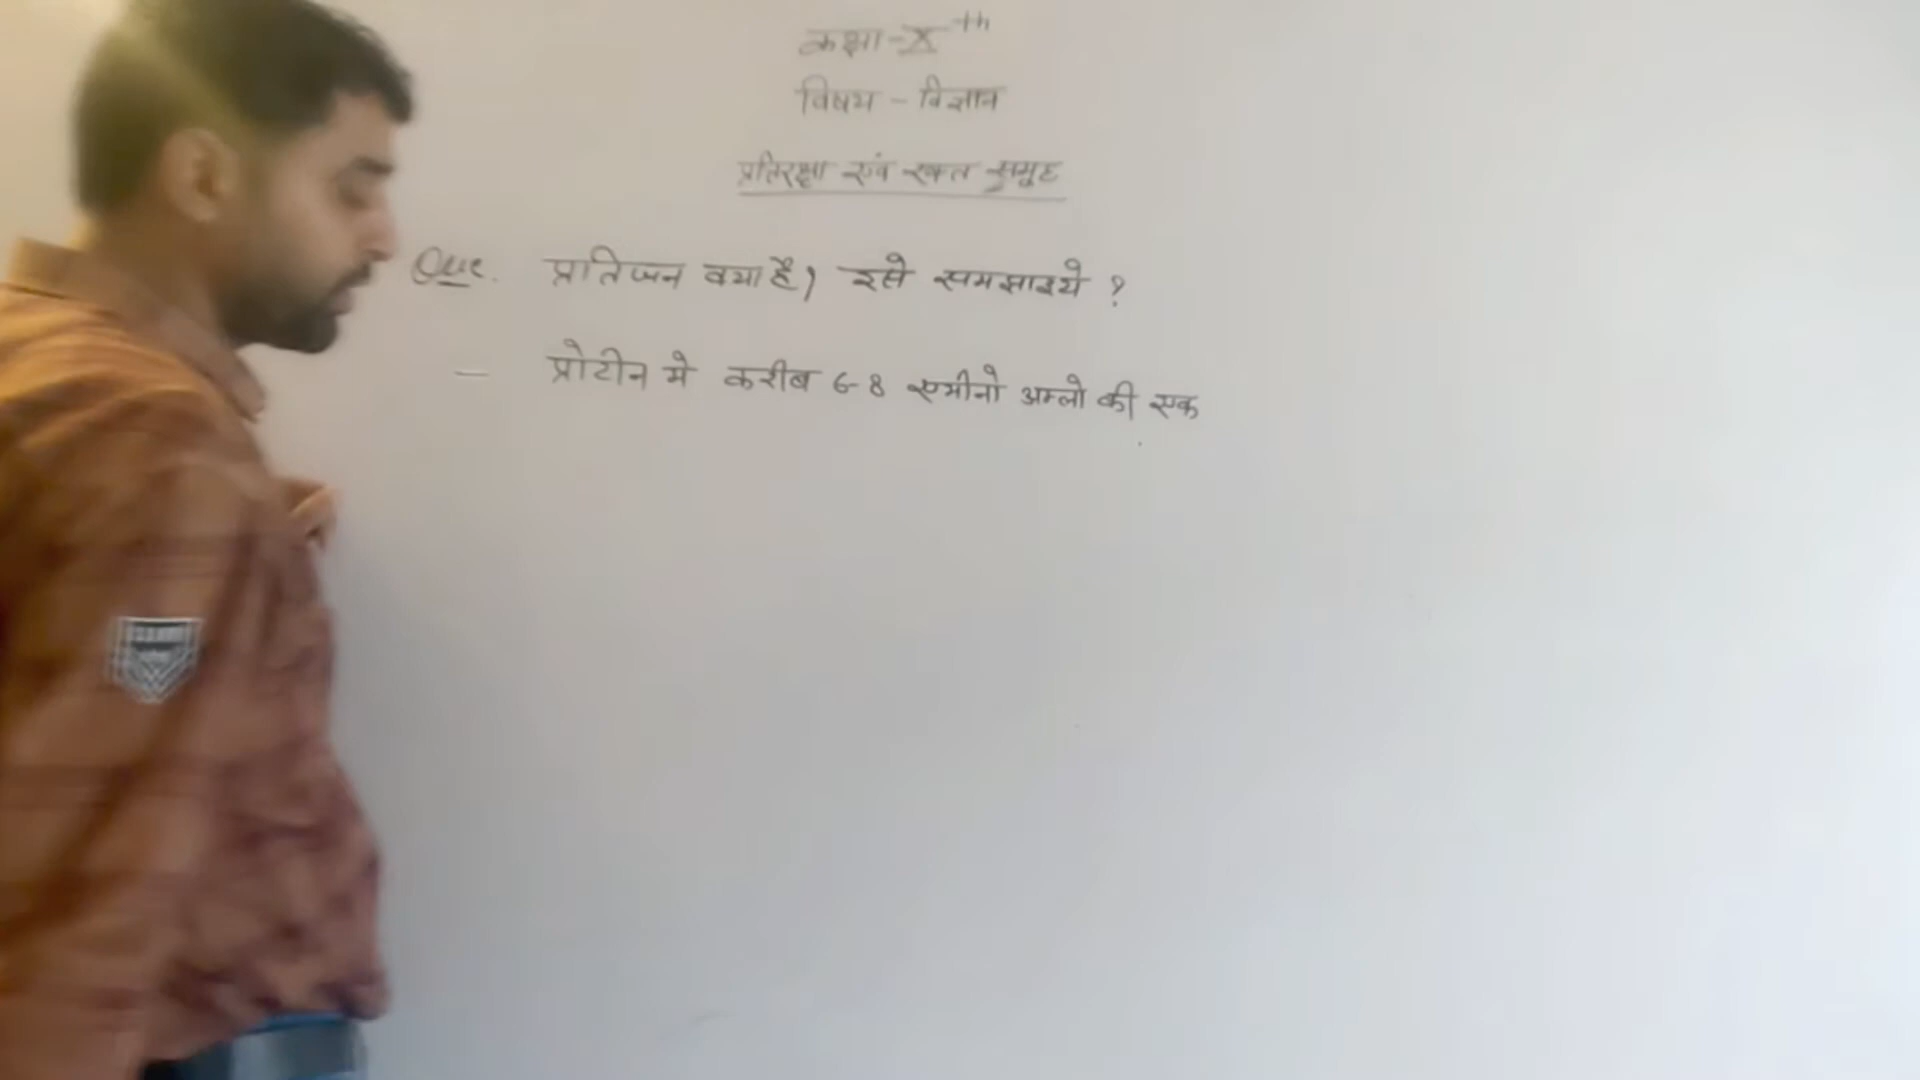 कक्षा - X th
विषय - विज्ञान
प्रतिरक्षा एवं रक्त समूह
Que. प्रतिजन क्या है, इसे समझाइये ?
- प्रोटीन मे करीब 6-8 एमीनो अम्लो की एक